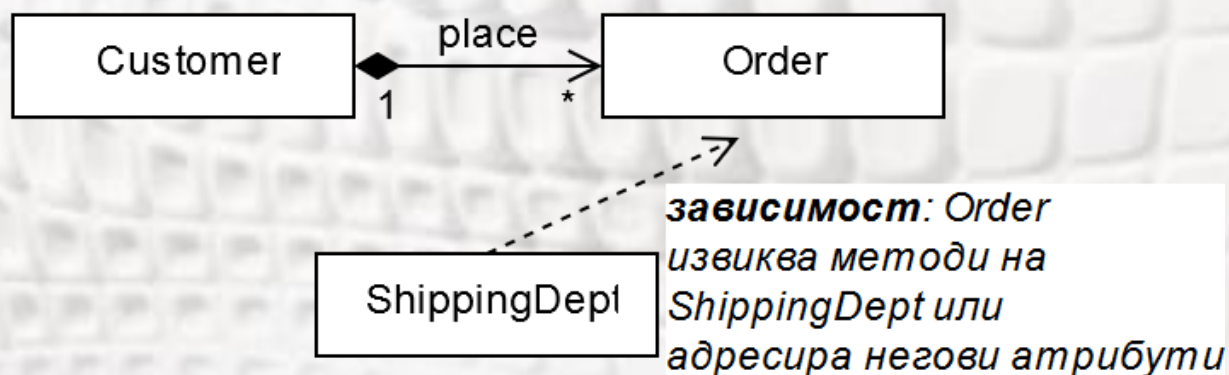 Customer
place
Order
1
*
ShippingDept
зависимост: Order
извиква методи на
ShippingDept или
адресира негови атрибути